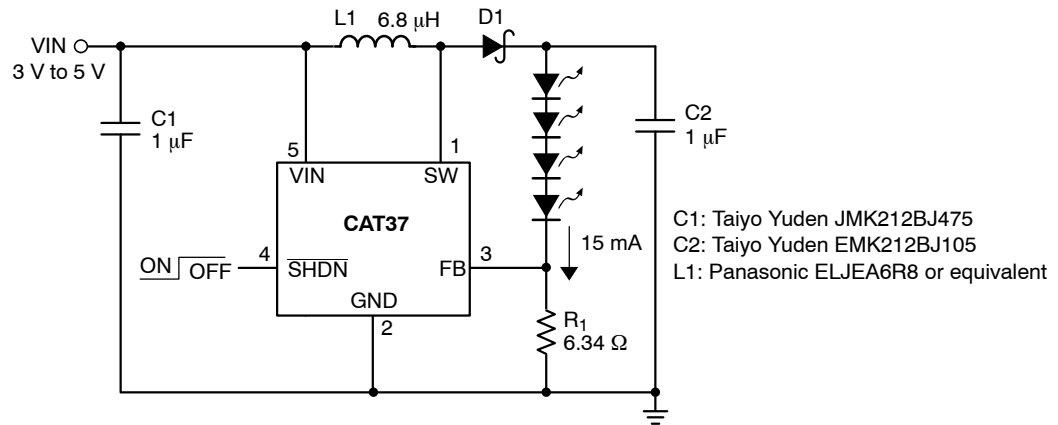 L1 6.8 μH
D1
VIN
3 V to 5 V
C1
1 μF
C2
1 μF
5
1
VIN
SW
CAT37
4
3
ON OFF
SHDN
FB
15 mA
GND
2
R1
6.34 Ω
C1: Taiyo Yuden JMK212BJ475
C2: Taiyo Yuden EMK212BJ105
L1: Panasonic ELJEA6R8 or equivalent